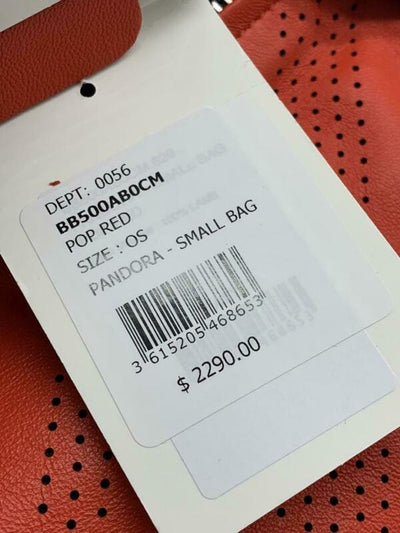 DEPT: 0056
BB500AB0CM
POP RED
SIZE : OS
PANDORA - SMALL BAG
3 615205 468653
$ 2290.00